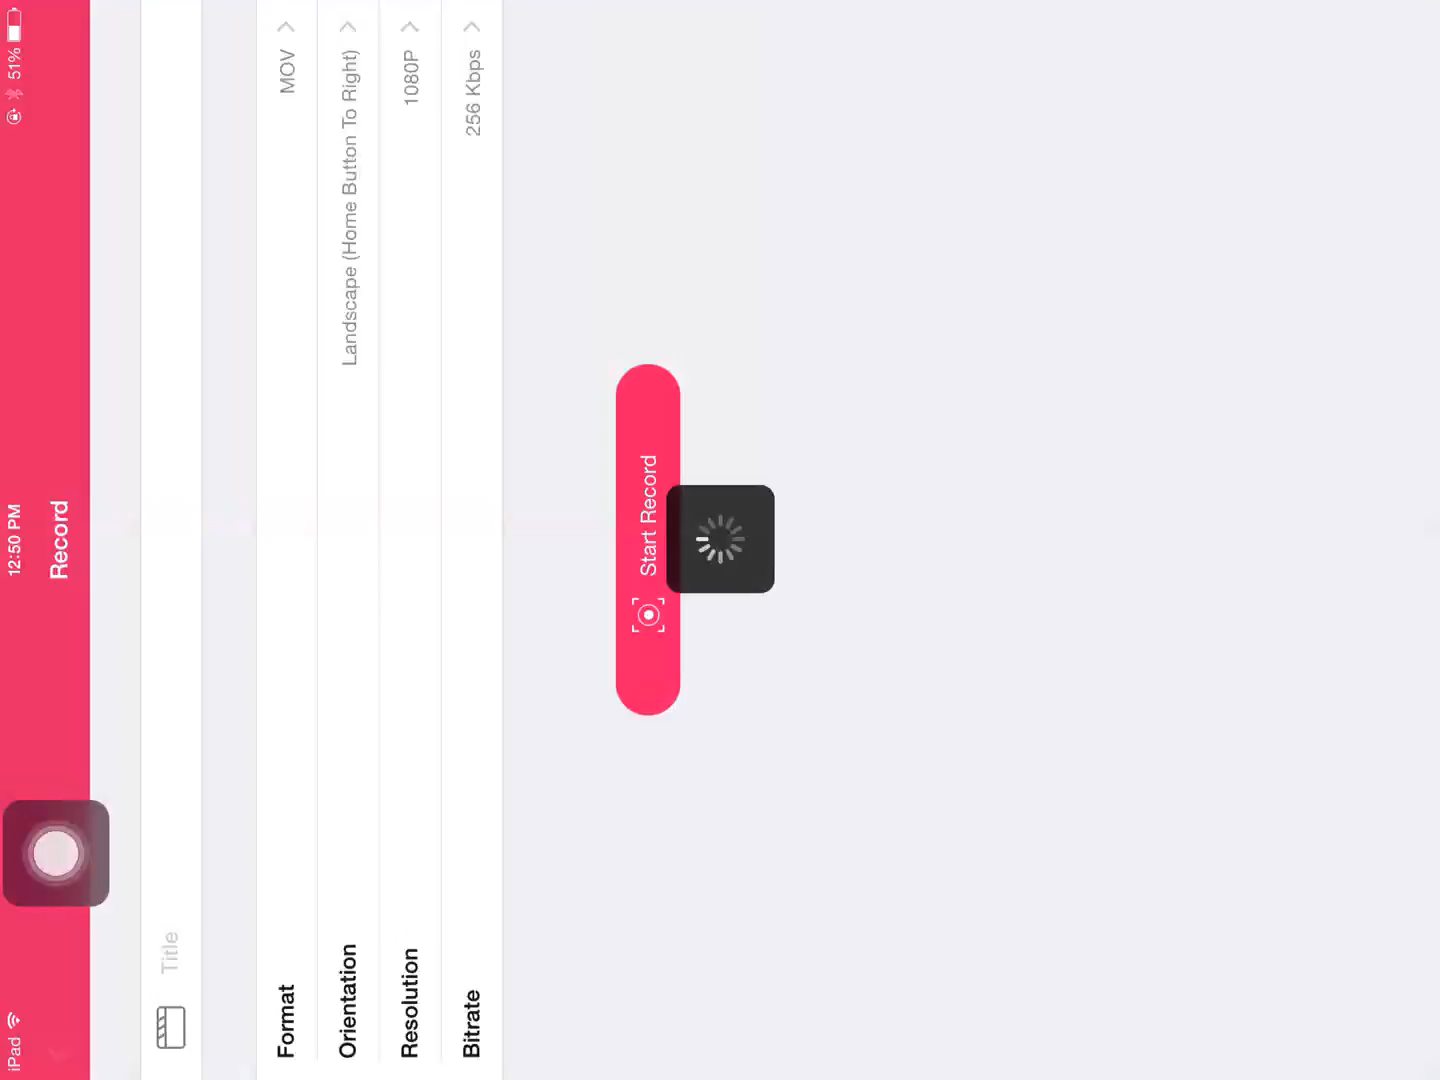 iPad 12:50 PM 51%
Record
Title
Format MOV
Orientation Landscape (Home Button To Right)
Resolution 1080P
Bitrate 256 Kbps
Start Record